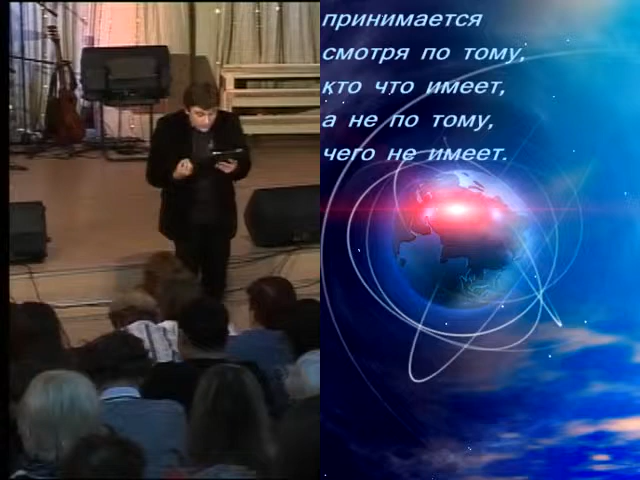 принимается
смотря по тому,
кто что имеет,
а не по тому,
чего не имеет.